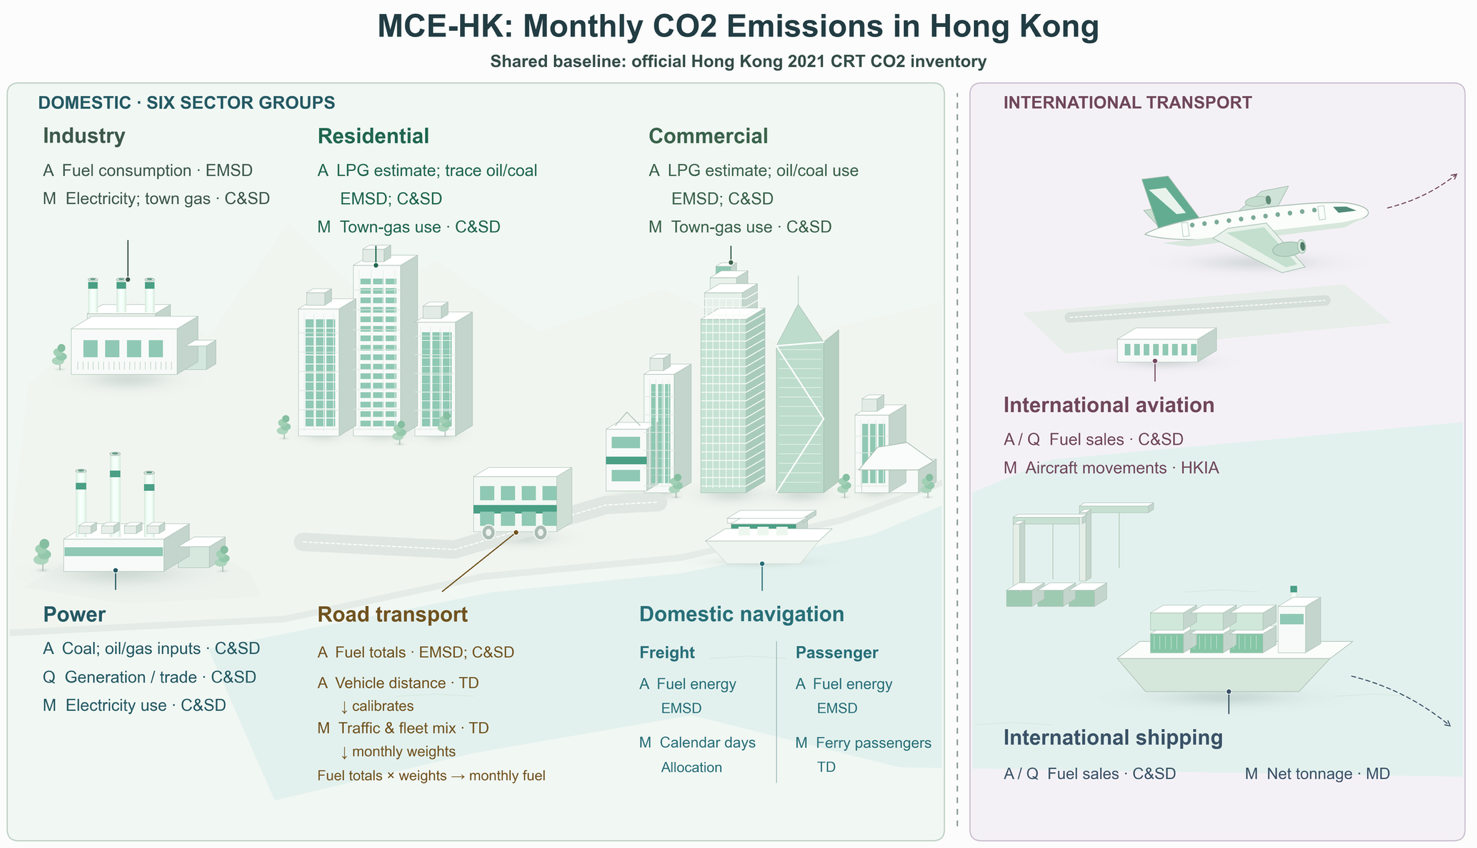 MCE-HK: Monthly CO2 Emissions in Hong Kong
Shared baseline: official Hong Kong 2021 CRT CO2 inventory
DOMESTIC · SIX SECTOR GROUPS
Industry
A Fuel consumption · EMSD
M Electricity; town gas · C&SD
Residential
A LPG estimate; trace oil/coal
EMSD; C&SD
M Town-gas use · C&SD
Commercial
A LPG estimate; oil/coal use
EMSD; C&SD
M Town-gas use · C&SD
Power
A Coal; oil/gas inputs · C&SD
Q Generation / trade · C&SD
M Electricity use · C&SD
Road transport
A Fuel totals · EMSD; C&SD
A Vehicle distance · TD
↓ calibrates
M Traffic & fleet mix · TD
↓ monthly weights
Fuel totals × weights → monthly fuel
Domestic navigation
Freight
A Fuel energy
EMSD
M Calendar days
Allocation
Passenger
A Fuel energy
EMSD
M Ferry passengers
TD
INTERNATIONAL TRANSPORT
International aviation
A / Q Fuel sales · C&SD
M Aircraft movements · HKIA
International shipping
A / Q Fuel sales · C&SD
M Net tonnage · MD